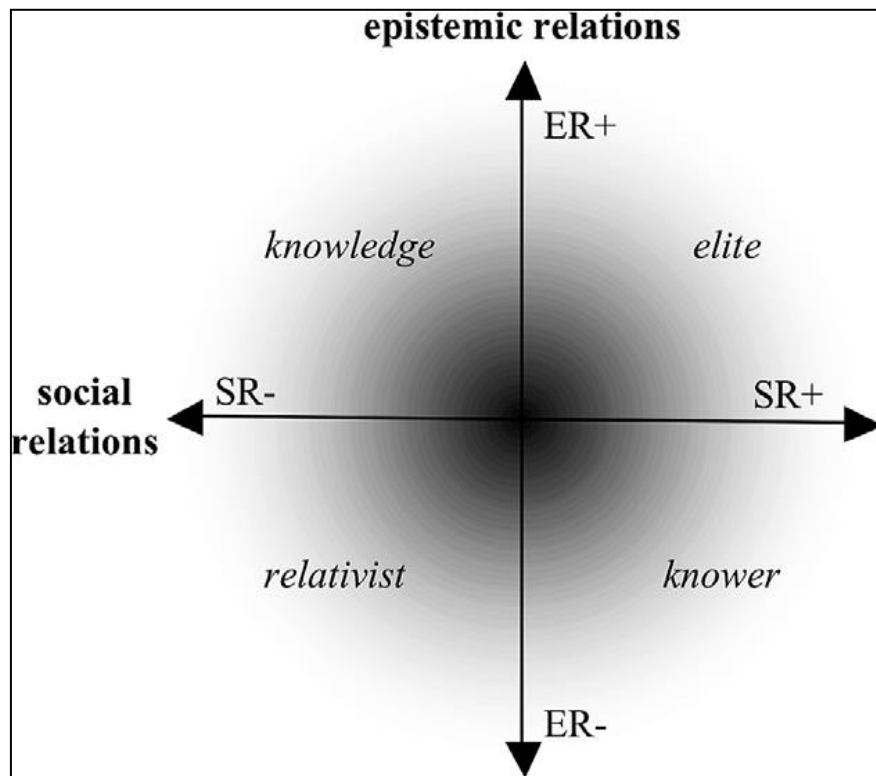 epistemic relations
ER+
knowledge
elite
social
relations
SR-
SR+
relativist
knower
ER-